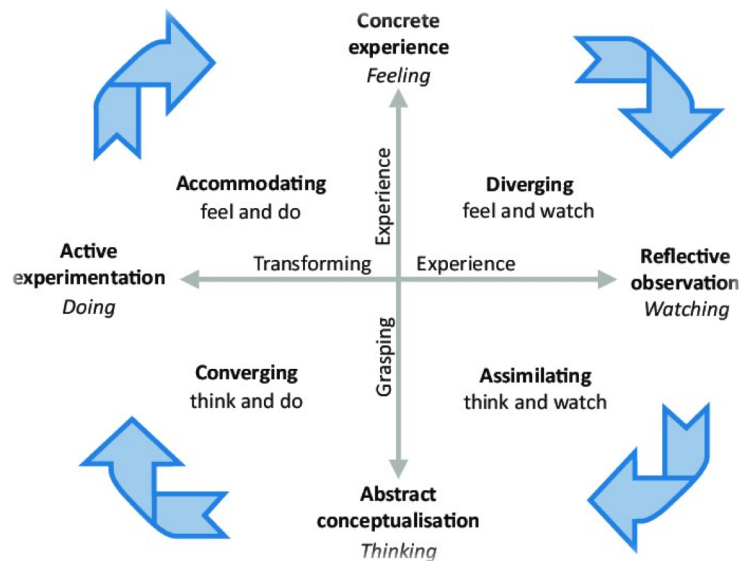 Concrete
experience
Feeling
Experience
Accommodating
feel and do
Diverging
feel and watch
Active
experimentation
Doing
Transforming
Experience
Reflective
observation
Watching
Grasping
Converging
think and do
Assimilating
think and watch
Abstract
conceptualisation
Thinking